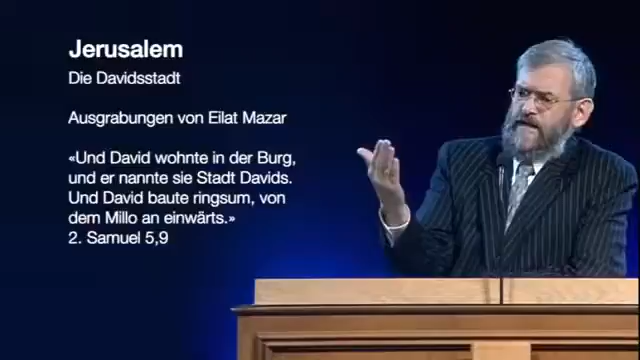 Jerusalem
Die Davidsstadt
Ausgrabungen von Eilat Mazar
«Und David wohnte in der Burg,
und er nannte sie Stadt Davids.
Und David baute ringsum, von
dem Millo an einwärts.»
2. Samuel 5,9